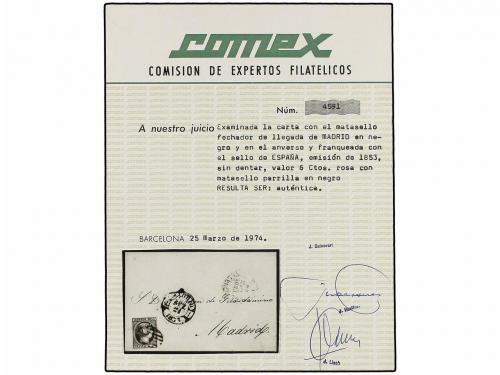 comex
COMISION DE EXPERTOS FILATELICOS
Núm. 4591
A nuestro juicio Examinada la carta con el matasello
fechador de llegada de MADRID en ne-
gro y en el anverso y franqueada con
el sello de ESPAÑA, emisión de 1853,
sin dentar, valor 6 Ctos. rosa con
matasello parrilla en negro
RESULTA SER: auténtica.
BARCELONA 25 Marzo de 1974.
Madrid
A. Llach